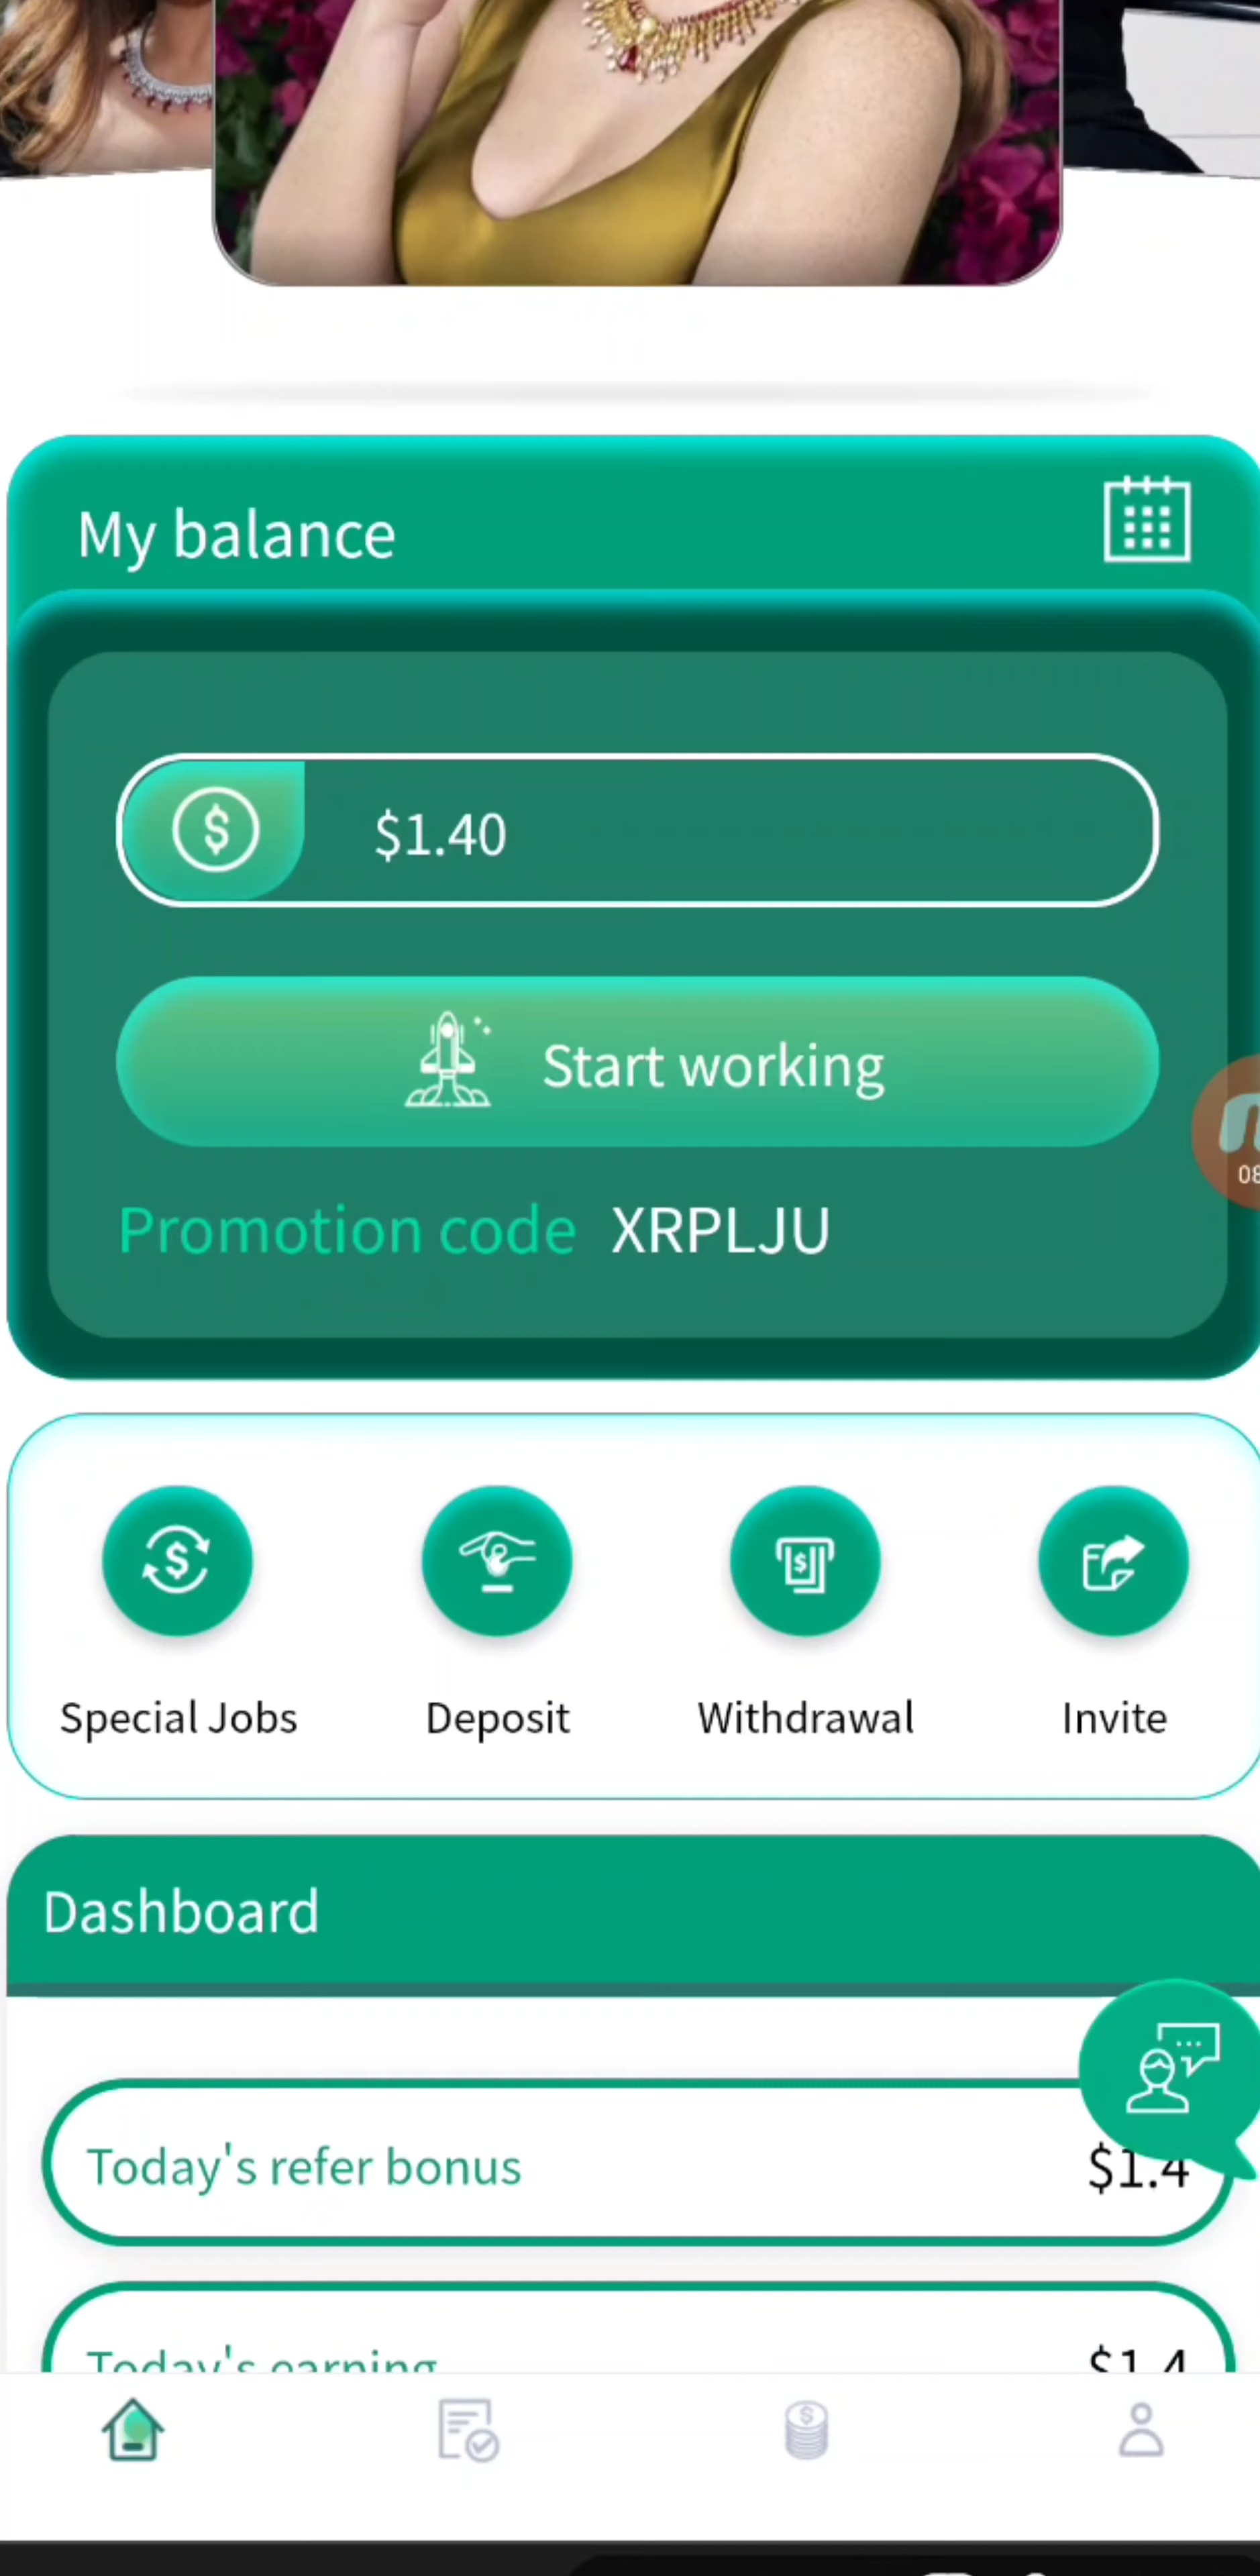 My balance
$1.40
Start working
08
Promotion code XRPLJU
Special Jobs Deposit Withdrawal Invite
Dashboard
Today's refer bonus $1.4
Today's earning $1.4